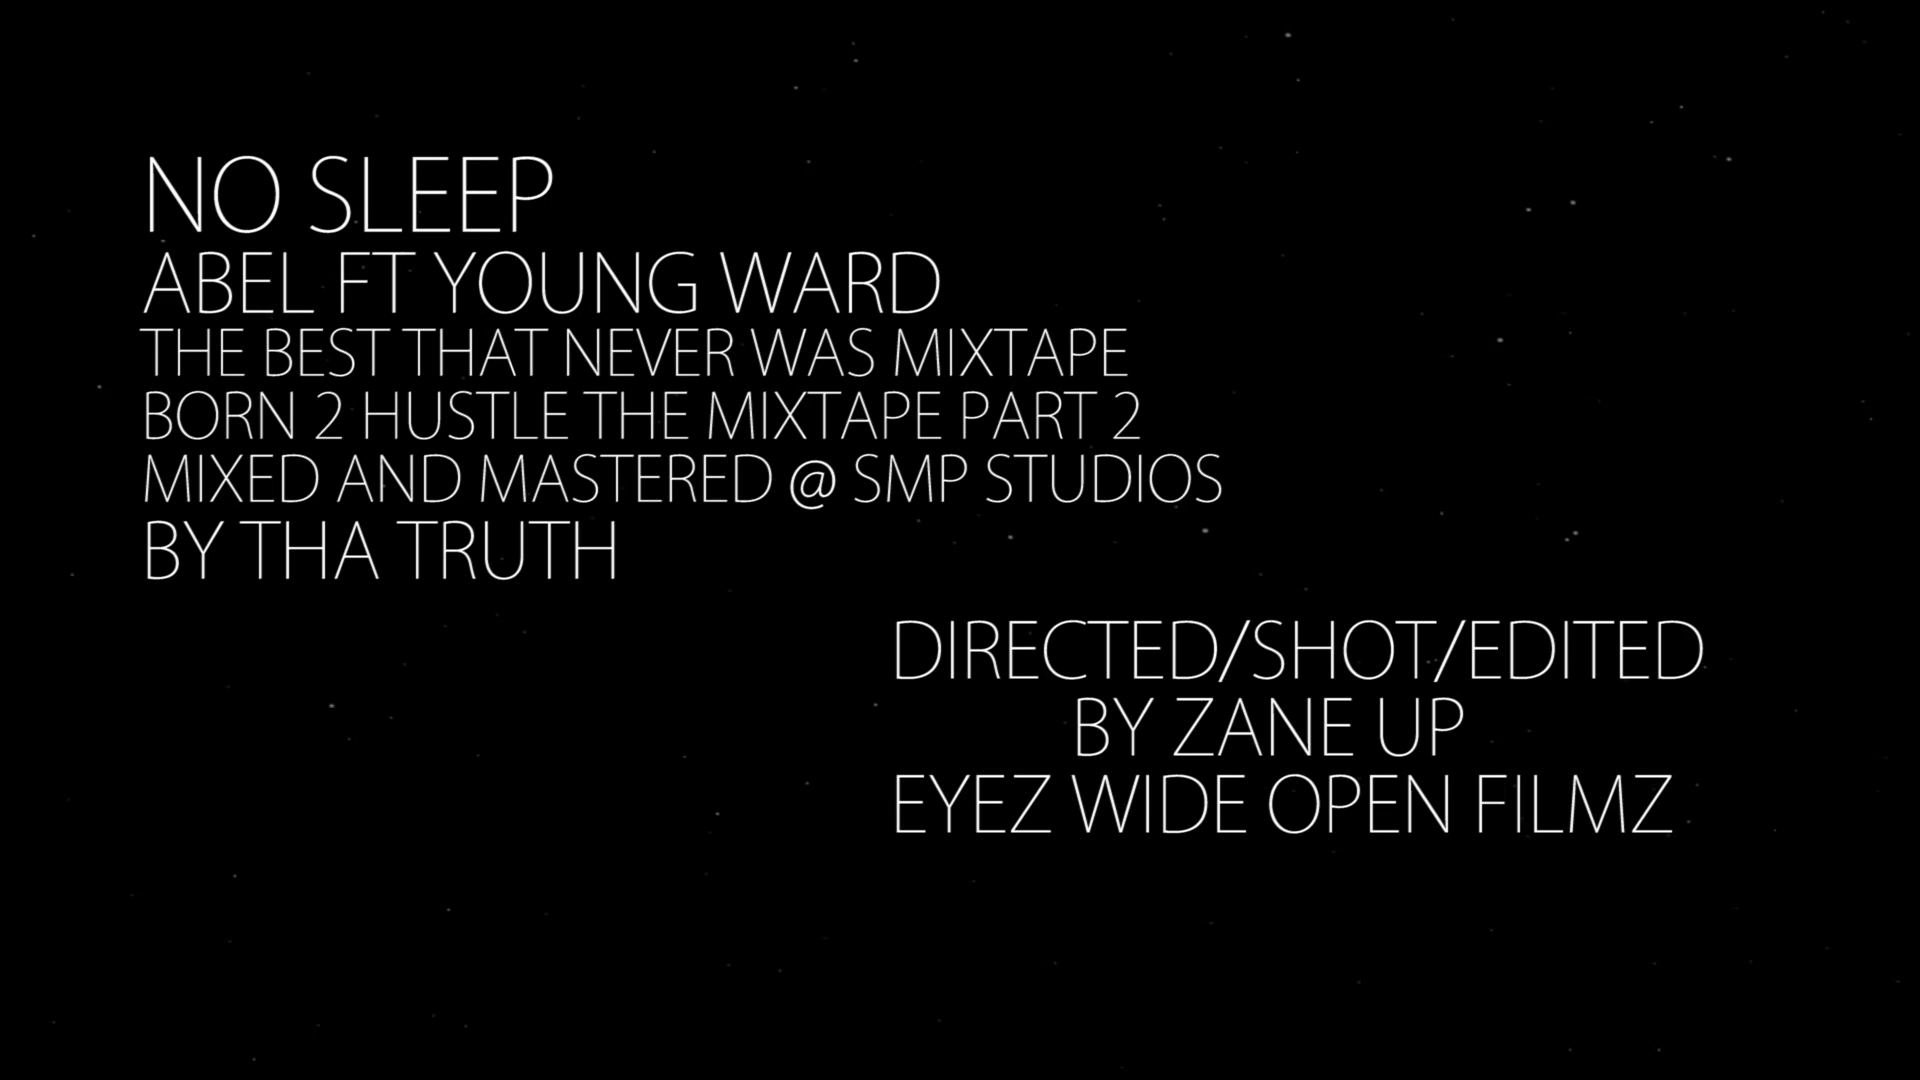 NO SLEEP
ABEL FT YOUNG WARD
THE BEST THAT NEVER WAS MIXTAPE
BORN 2 HUSTLE THE MIXTAPE PART 2
MIXED AND MASTERED @ SMP STUDIOS
BY THA TRUTH
DIRECTED/SHOT/EDITED
BY ZANE UP
EYEZ WIDE OPEN FILMZ